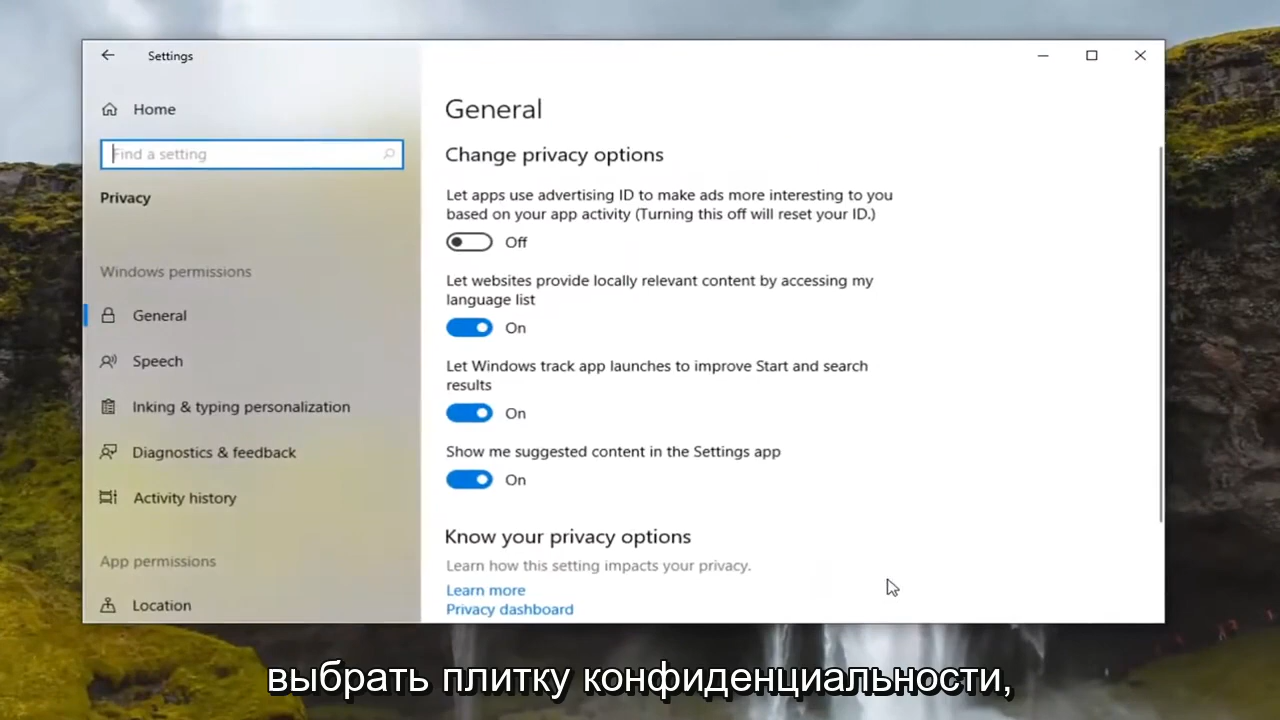 Settings
Home
Find a setting
Privacy
Windows permissions
General
Speech
Inking & typing personalization
Diagnostics & feedback
Activity history
App permissions
Location
General
Change privacy options
Let apps use advertising ID to make ads more interesting to you
based on your app activity (Turning this off will reset your ID.)
Off
Let websites provide locally relevant content by accessing my
language list
On
Let Windows track app launches to improve Start and search
results
On
Show me suggested content in the Settings app
On
Know your privacy options
Learn how this setting impacts your privacy.
Learn more
Privacy dashboard
выбрать плитку конфиденциальности,